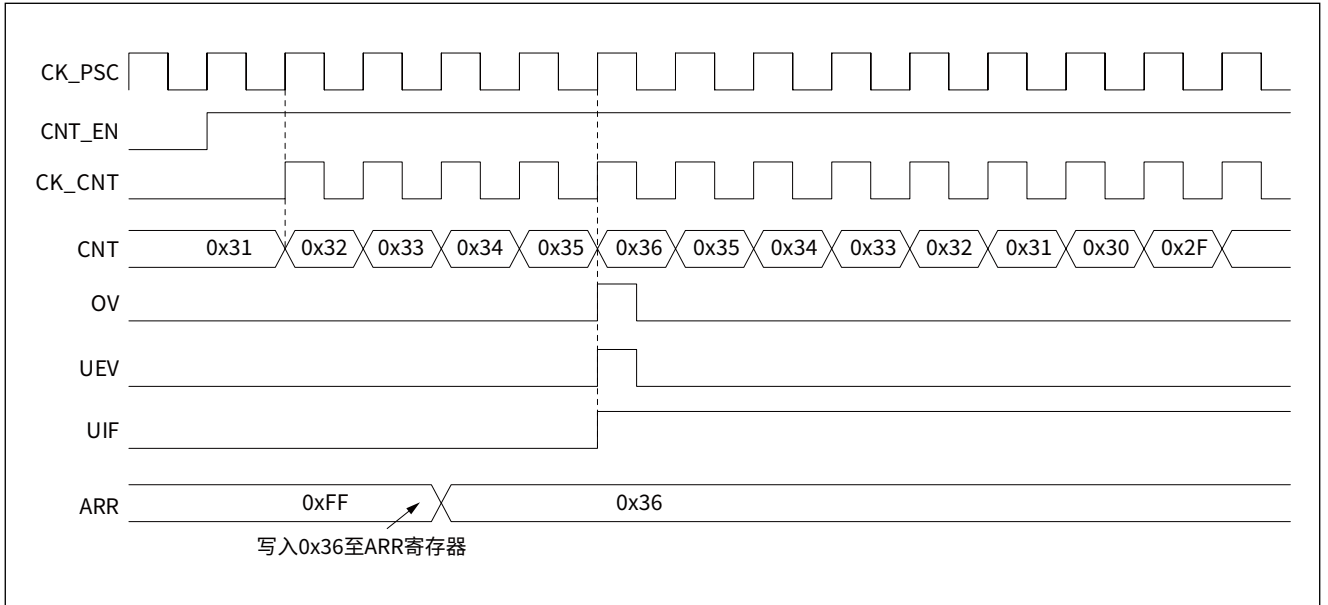 CK_PSC
CNT_EN
CK_CNT
CNT 0x31 0x32 0x33 0x34 0x35 0x36 0x35 0x34 0x33 0x32 0x31 0x30 0x2F
OV
UEV
UIF
ARR 0xFF 0x36
写入0x36至ARR寄存器